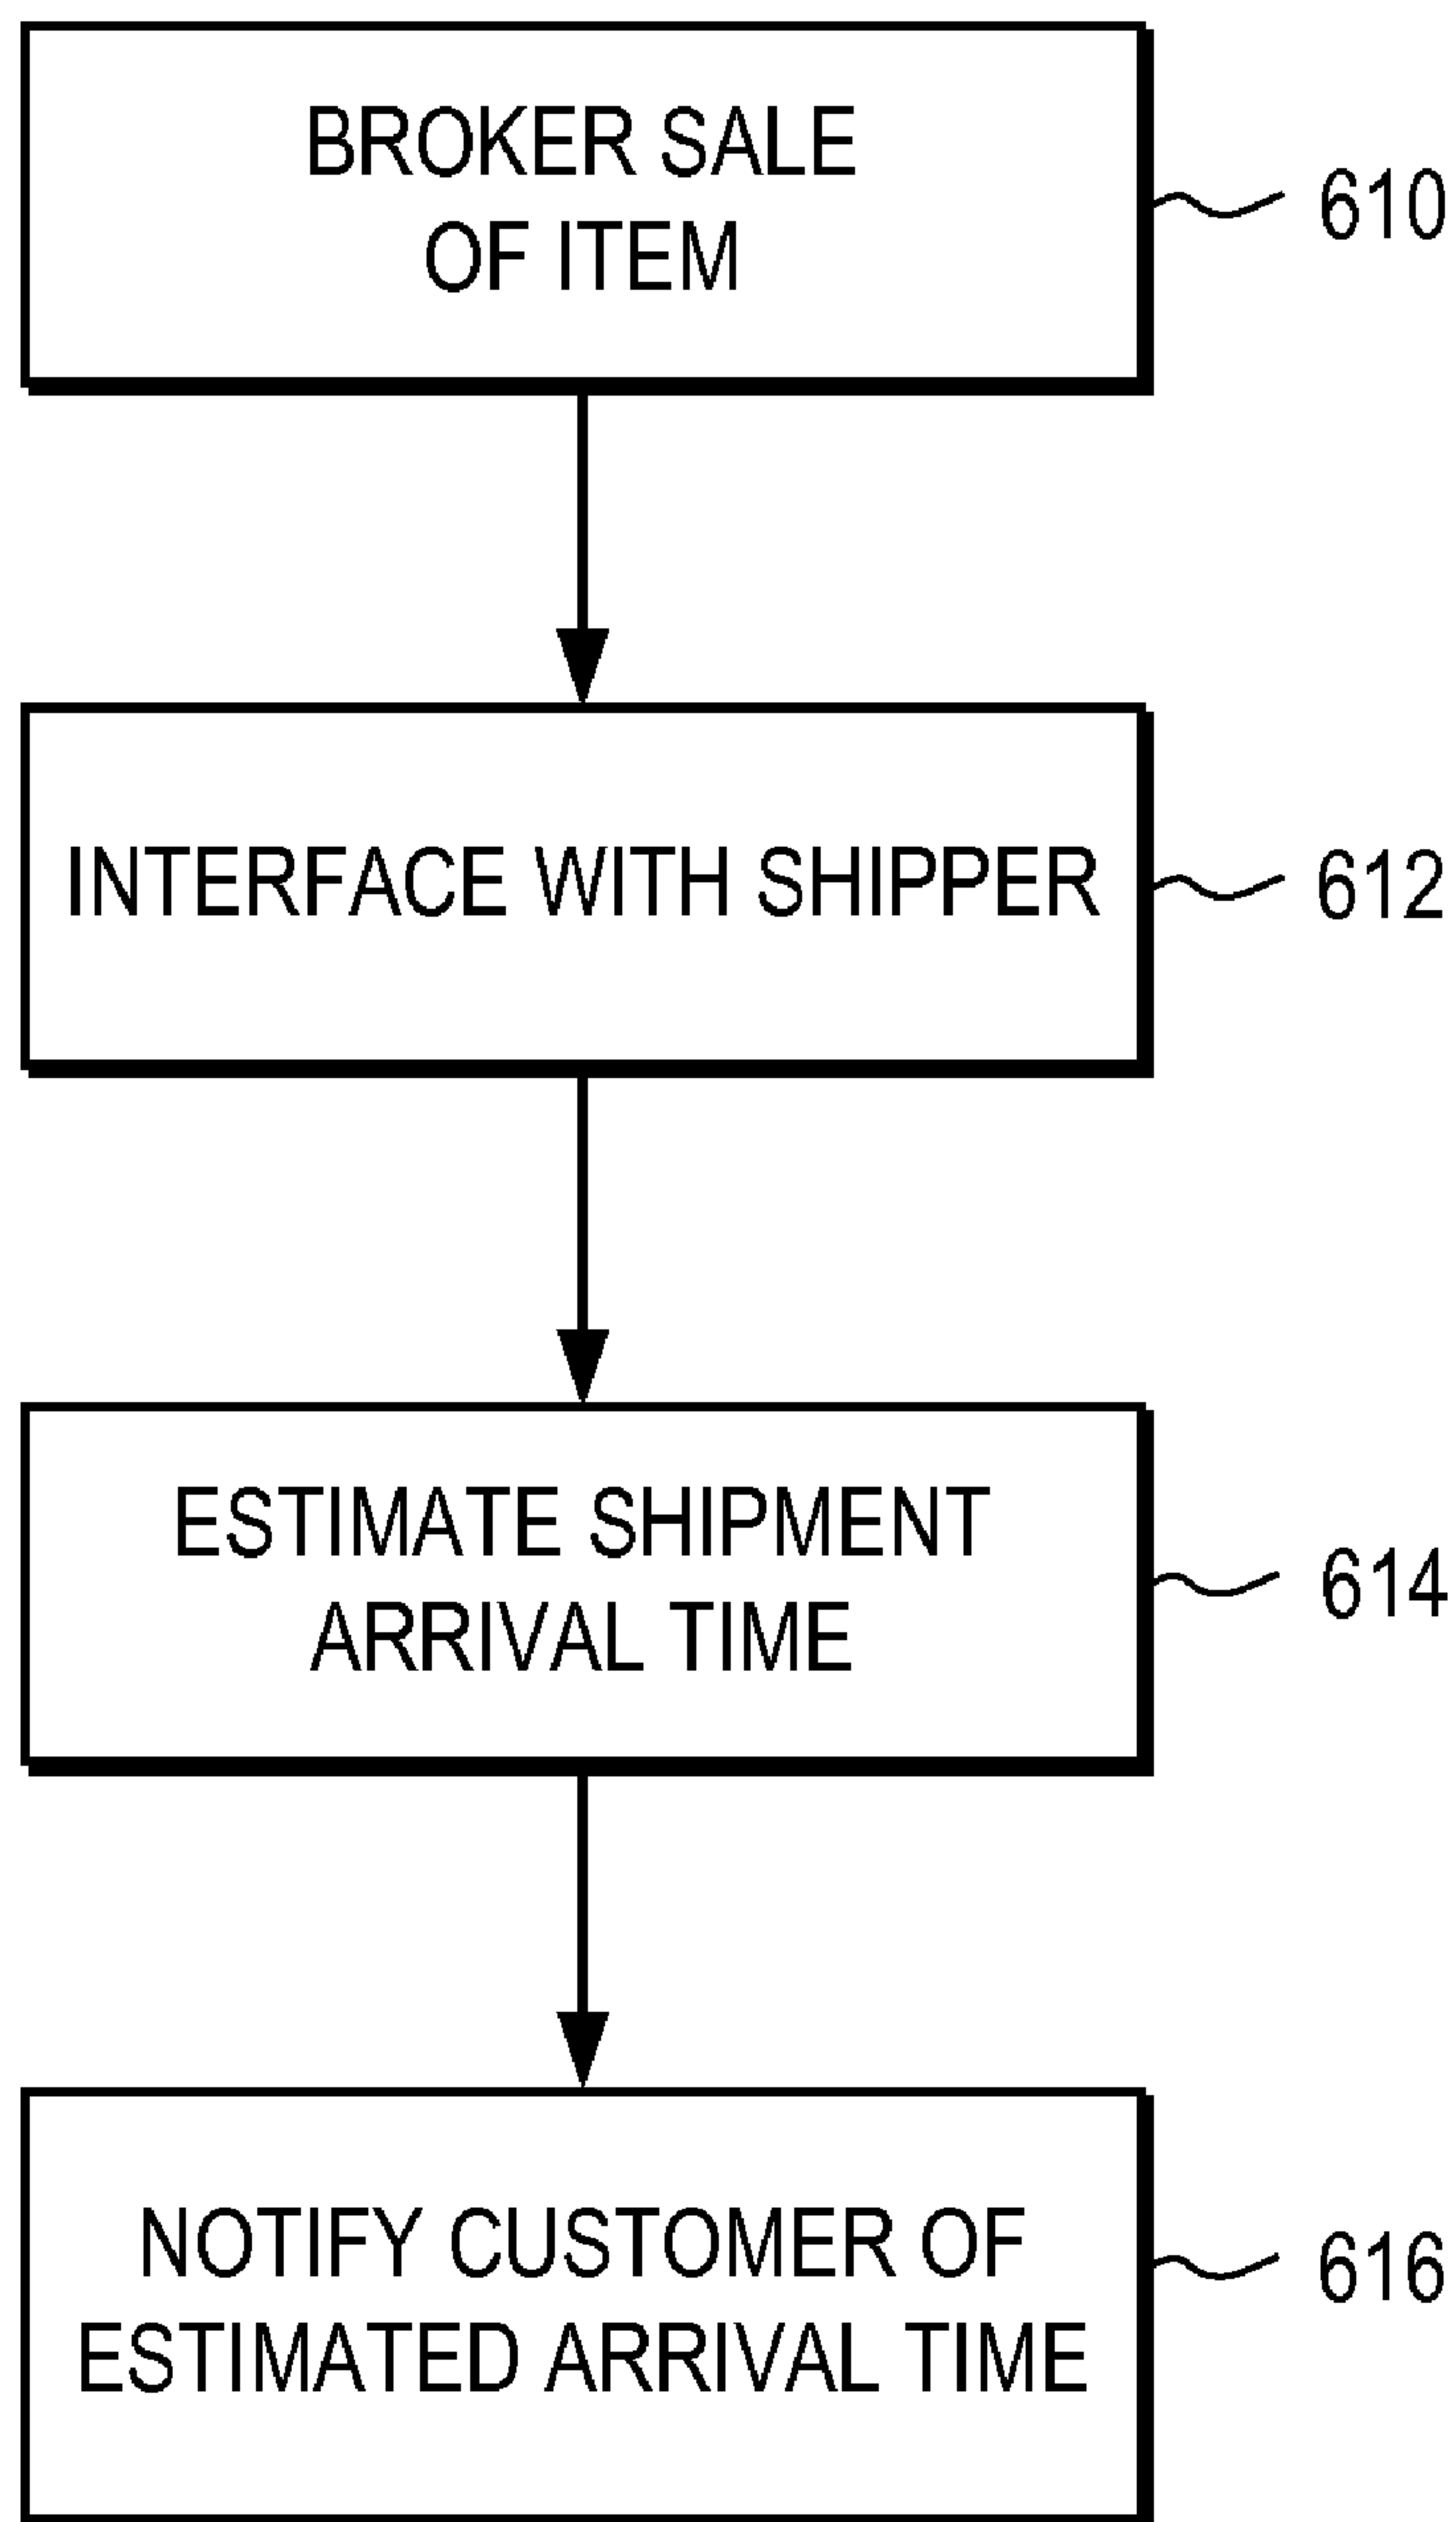 BROKER SALE
OF ITEM
610
INTERFACE WITH SHIPPER
612
ESTIMATE SHIPMENT
ARRIVAL TIME
614
NOTIFY CUSTOMER OF
ESTIMATED ARRIVAL TIME
616